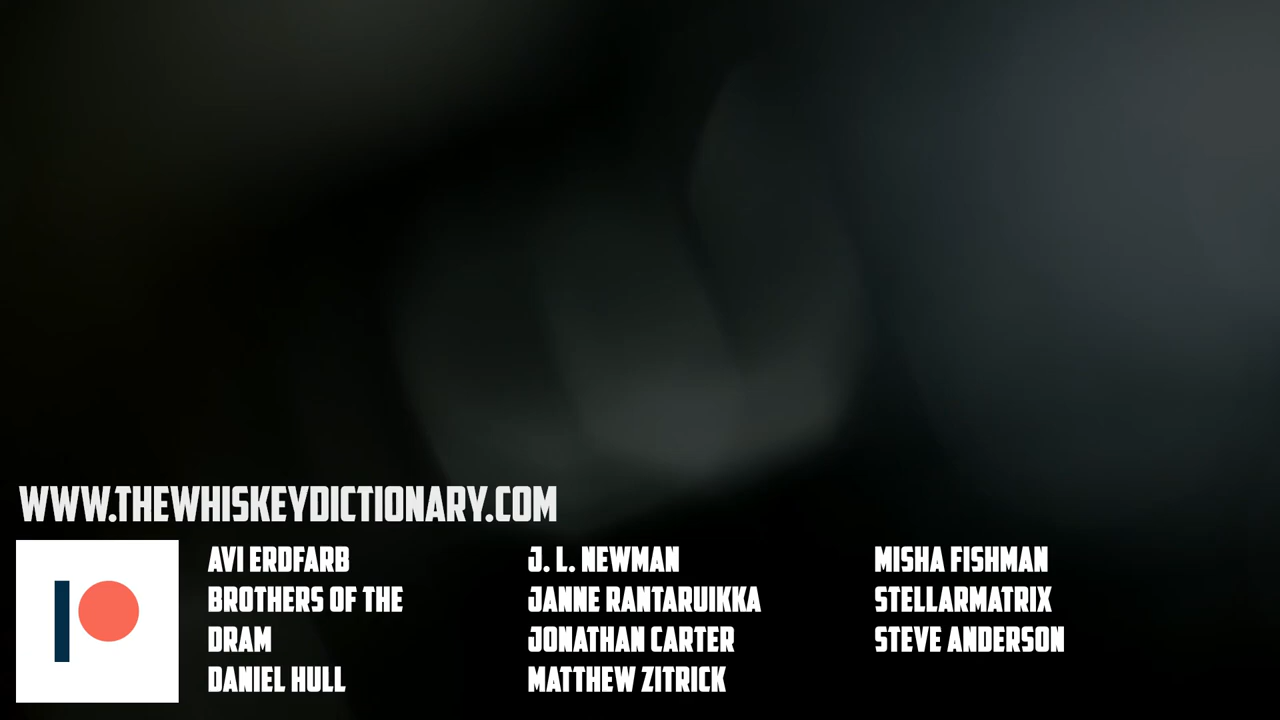 WWW.THEWHISKEYDICTIONARY.COM
AVI ERDFARB
BROTHERS OF THE
DRAM
DANIEL HULL
J. L. NEWMAN
JANNE RANTARUIKKA
JONATHAN CARTER
MATTHEW ZITRICK
MISHA FISHMAN
STELLARMATRIX
STEVE ANDERSON